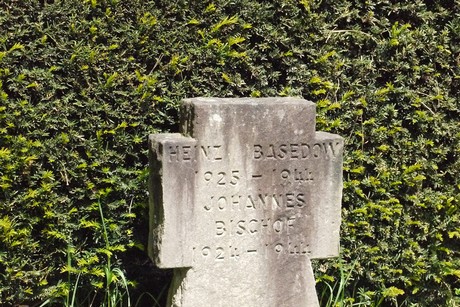 HEINZ BASEDOW
1925 - 1944
JOHANNES
BISCHOF
1924 - 1944